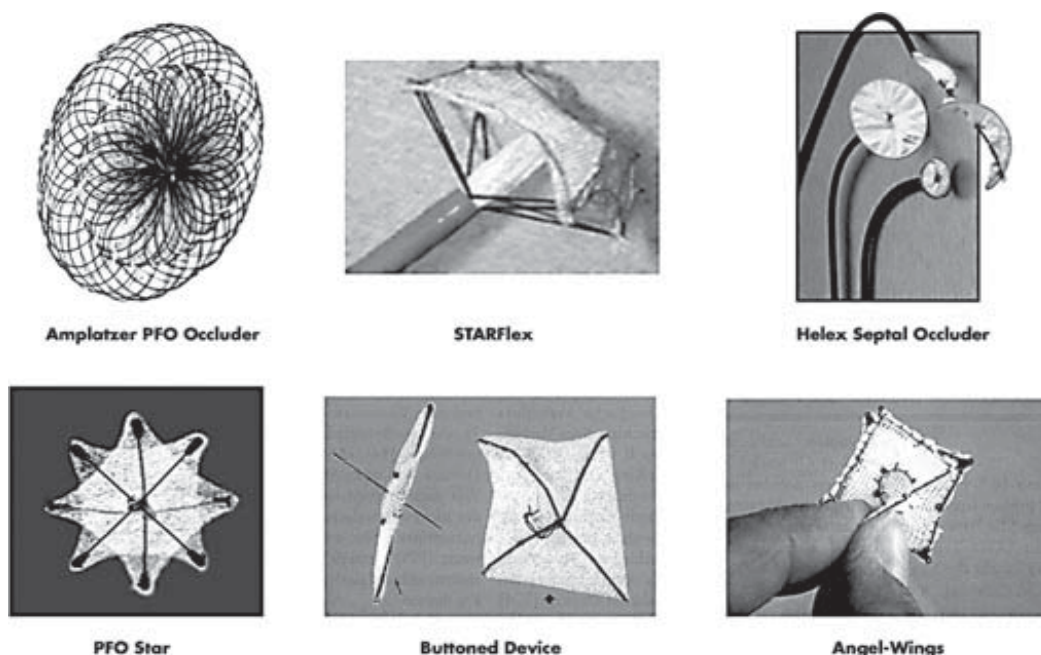 Amplatzer PFO Occluder
STARFlex
Helex Septal Occluder
PFO Star
Buttoned Device
Angel-Wings